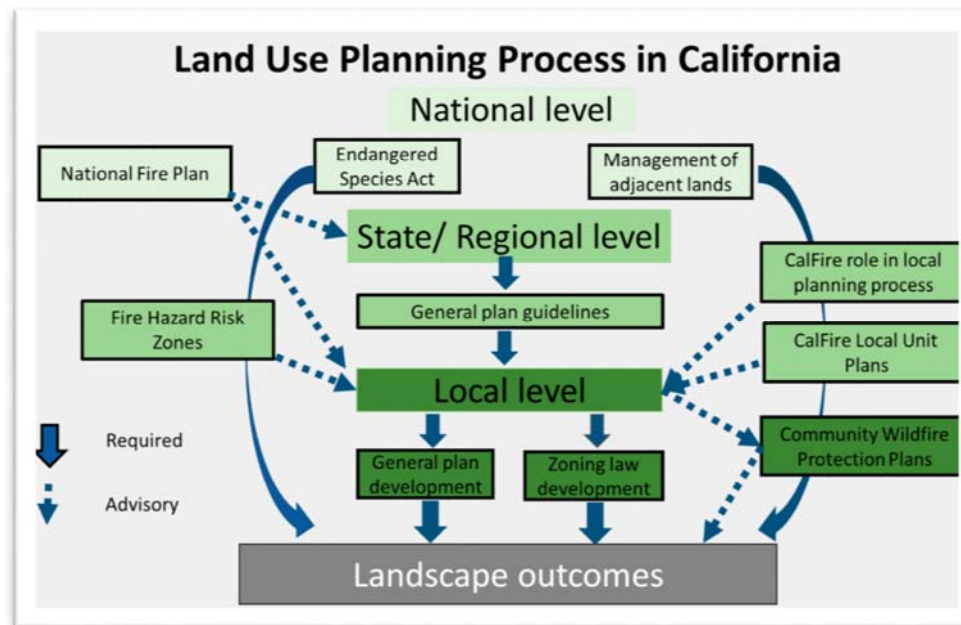 Land Use Planning Process in California
National level
National Fire Plan
Endangered
Species Act
Management of
adjacent lands
State/ Regional level
CalFire role in local
planning process
General plan guidelines
Fire Hazard Risk
Zones
CalFire Local Unit
Plans
Local level
Required
General plan
development
Zoning law
development
Community Wildfire
Protection Plans
Advisory
Landscape outcomes